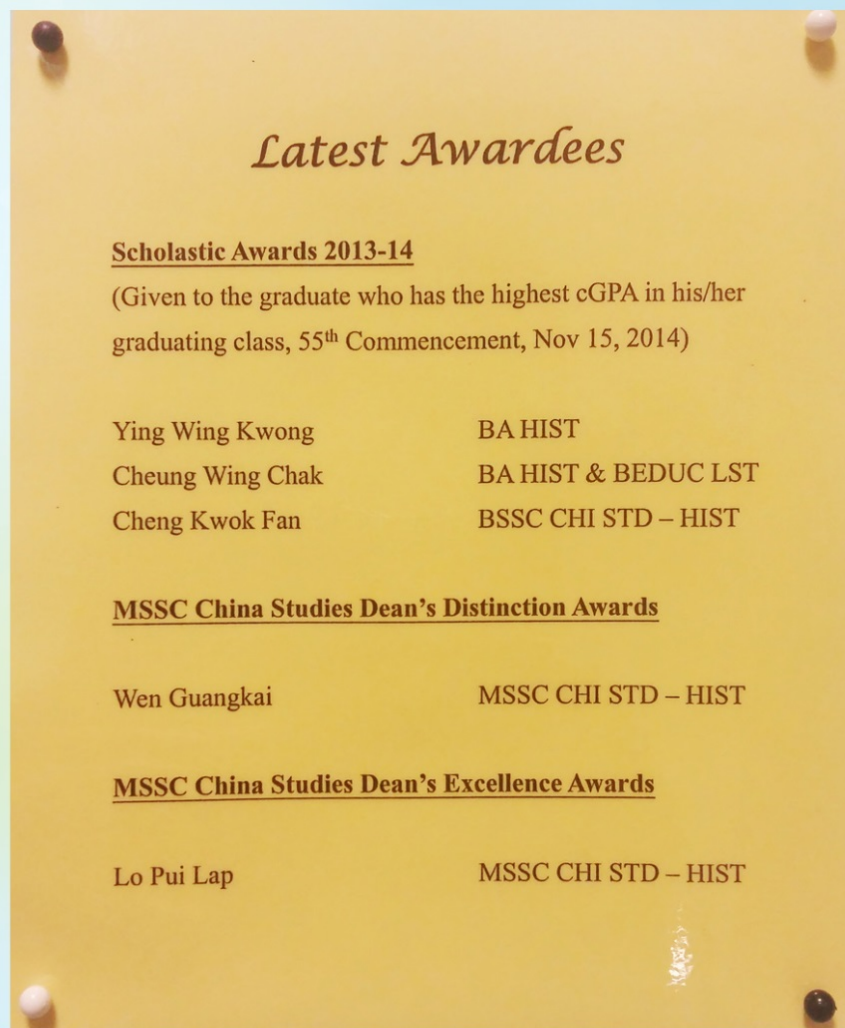 Latest Awardees
Scholastic Awards 2013-14
(Given to the graduate who has the highest cGPA in his/her
graduating class, 55th Commencement, Nov 15, 2014)
Ying Wing Kwong BA HIST
Cheung Wing Chak BA HIST & BEDUC LST
Cheng Kwok Fan BSSC CHI STD – HIST
MSSC China Studies Dean’s Distinction Awards
Wen Guangkai MSSC CHI STD – HIST
MSSC China Studies Dean’s Excellence Awards
Lo Pui Lap MSSC CHI STD – HIST